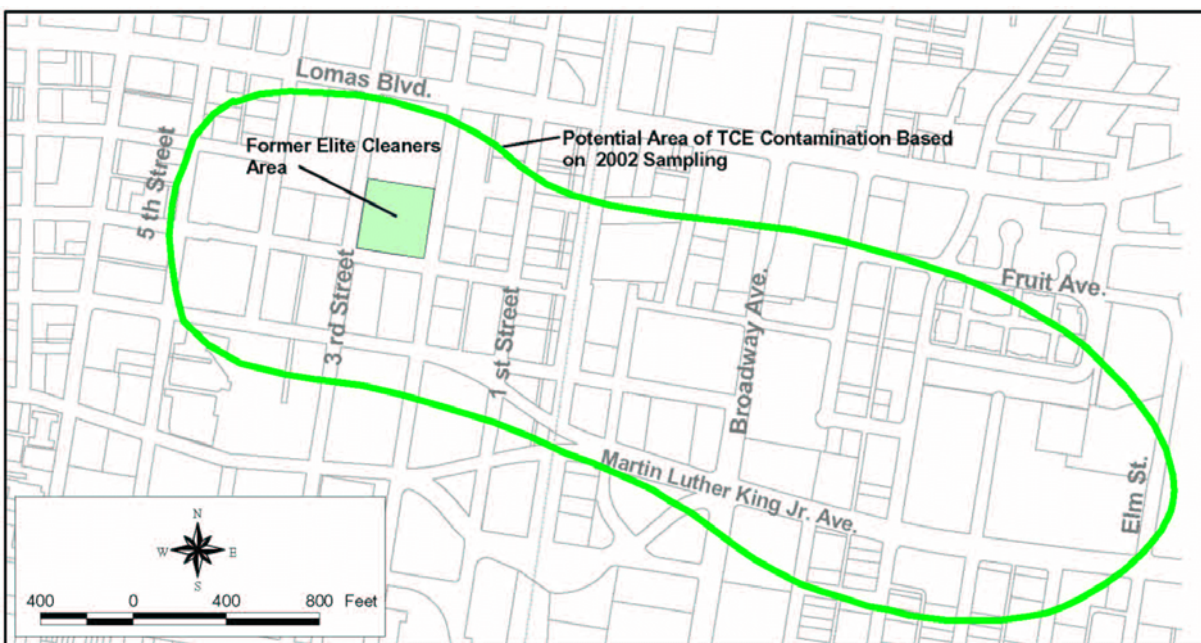 Lomas Blvd.
Potential Area of TCE Contamination Based
on 2002 Sampling
Former Elite Cleaners
Area
5 th Street
3 rd Street
1 st Street
Broadway Ave.
Fruit Ave.
Martin Luther King Jr. Ave.
Elm St.
N
W E
S
400 0 400 800 Feet